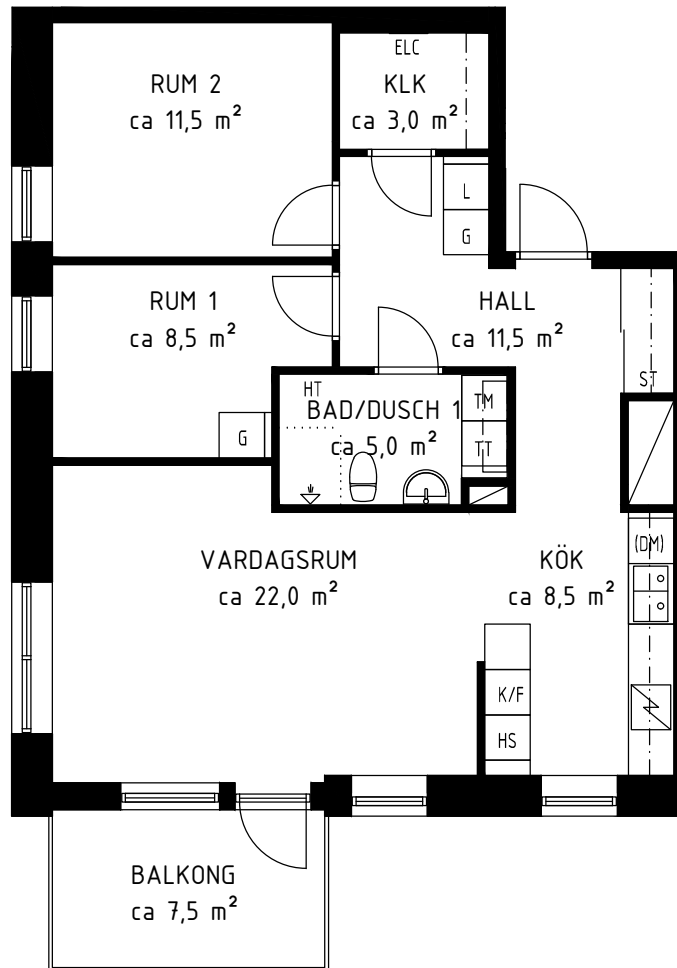 RUM 2
ca 11,5 m²
ELC
KLK
ca 3,0 m²
L
G
RUM 1
ca 8,5 m²
G
HALL
ca 11,5 m²
ST
HT
BAD/DUSCH 1
ca 5,0 m²
TM
TT
VARDAGSRUM
ca 22,0 m²
KÖK
ca 8,5 m²
(DM)
K/F
HS
BALKONG
ca 7,5 m²